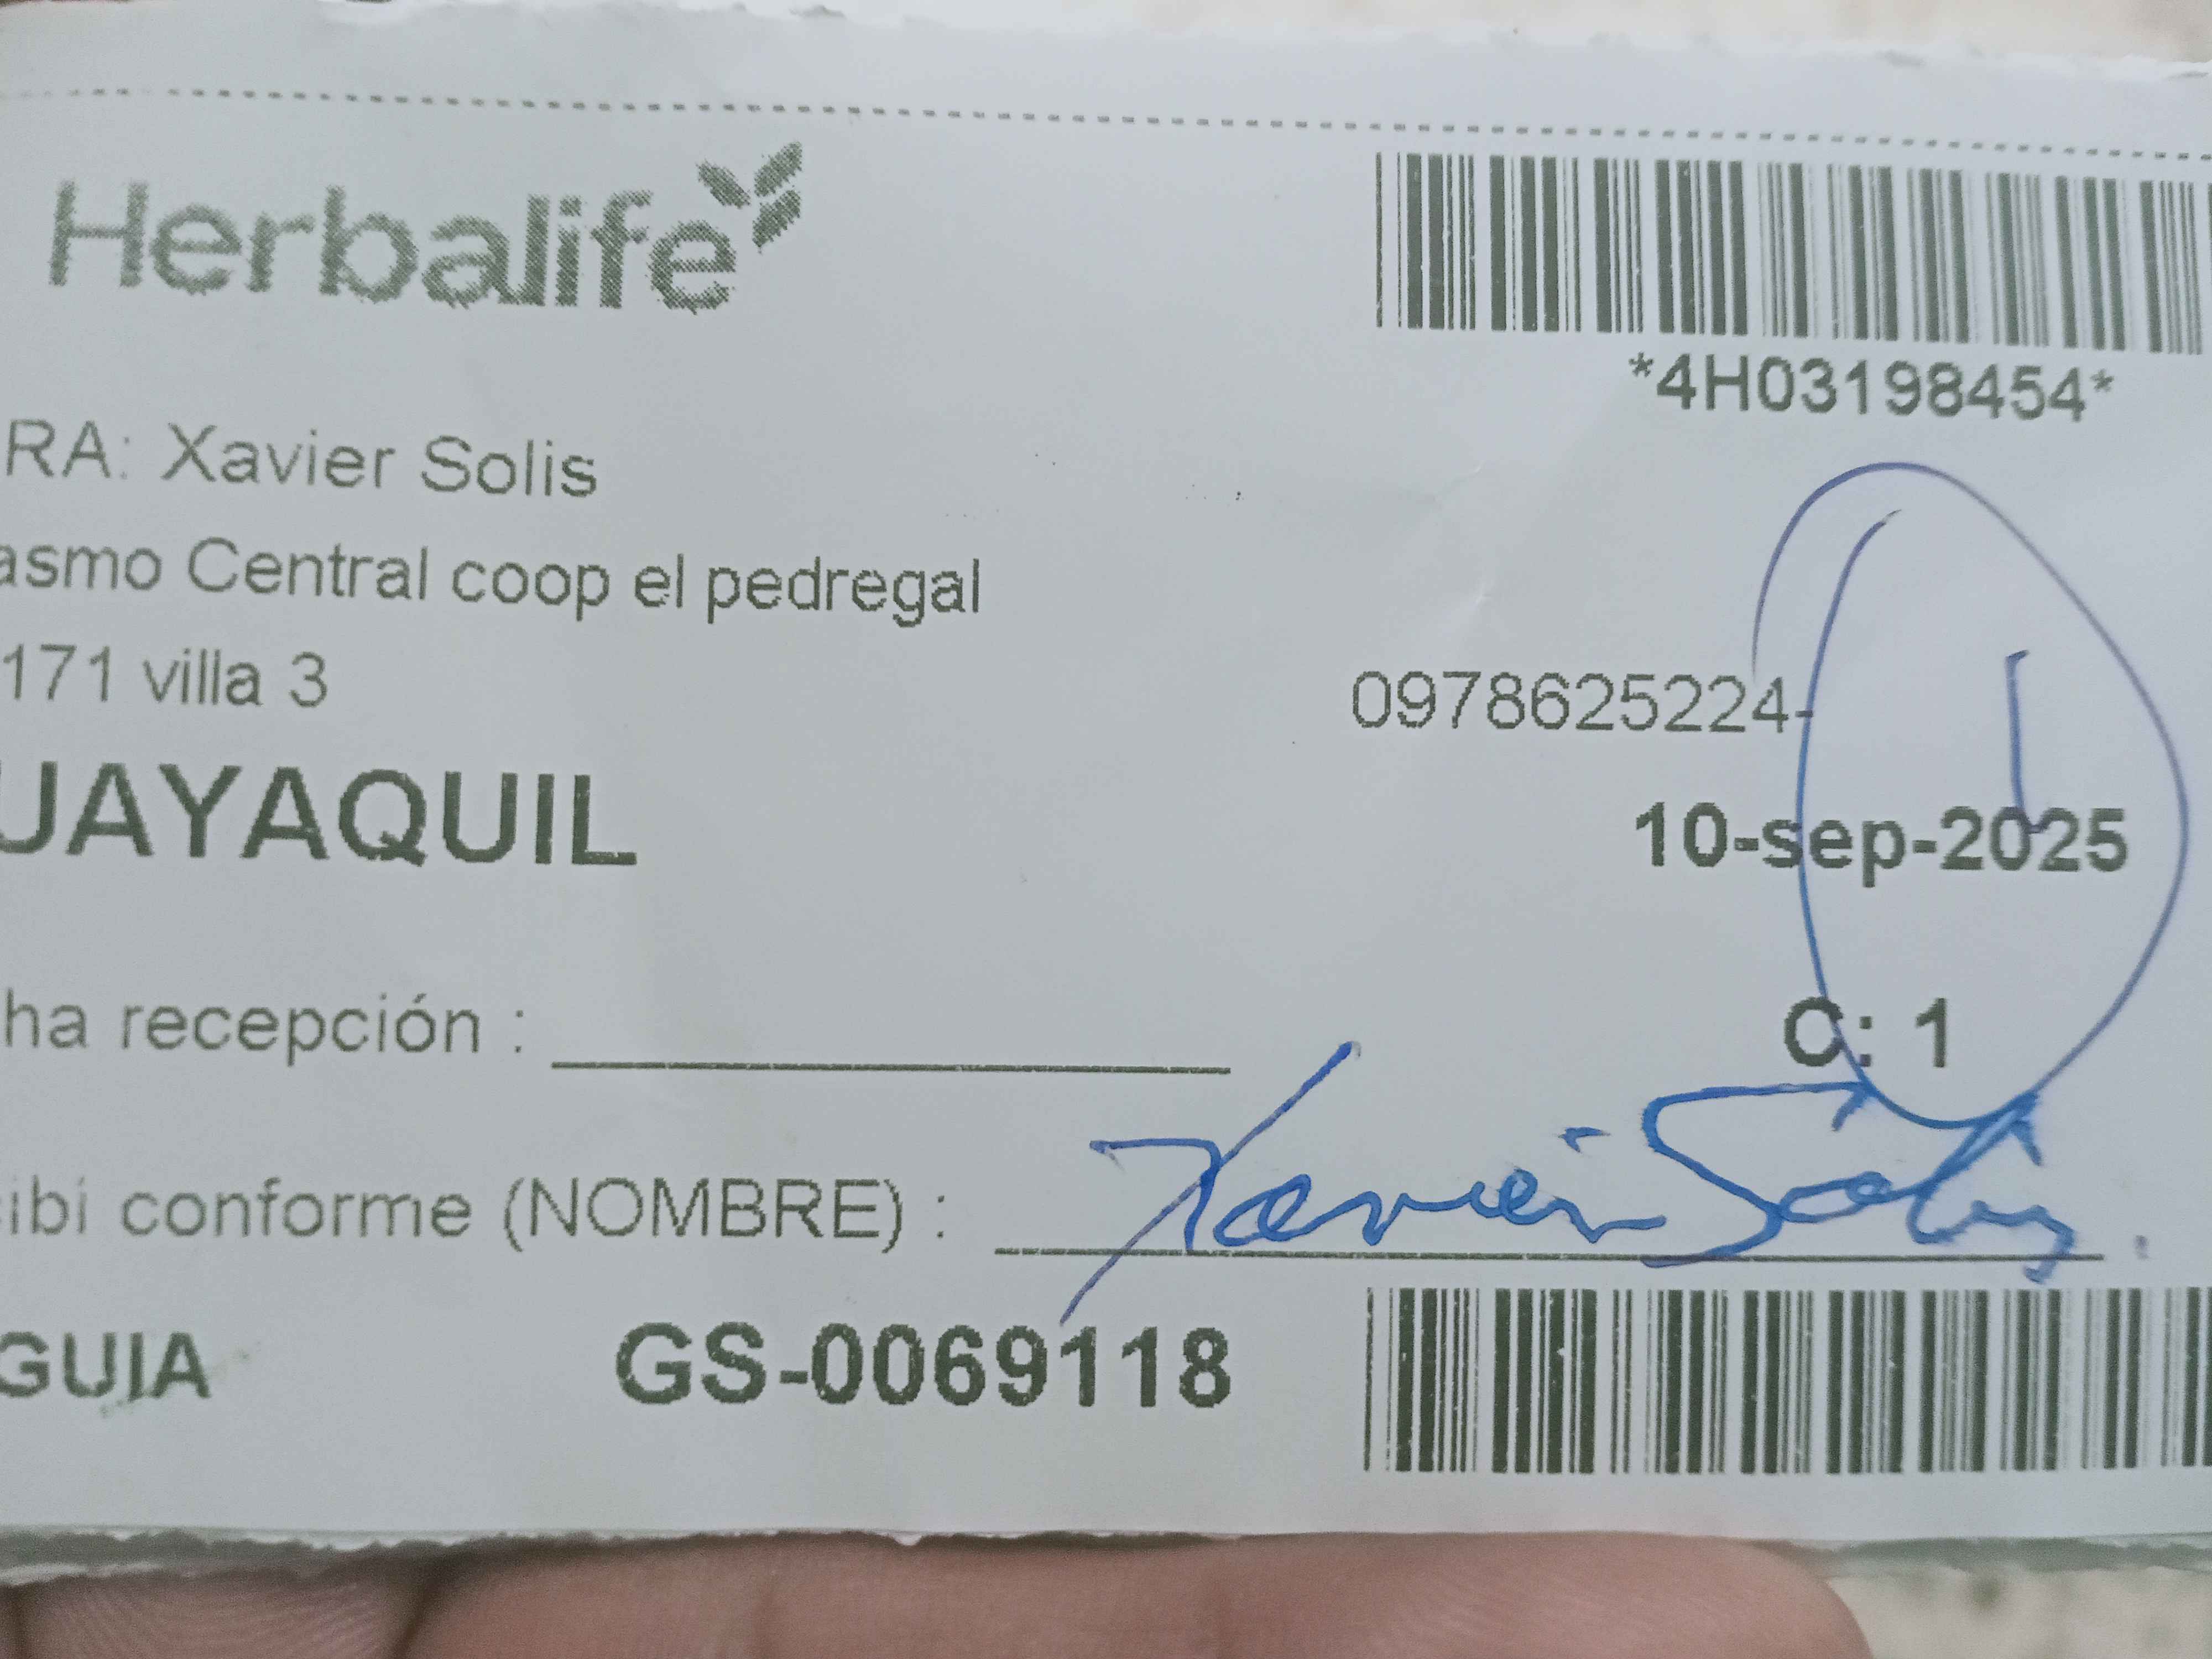 Herbalife
*4H03198454*
RA: Xavier Solis
asmo Central coop el pedregal
171 villa 3
0978625224-
UAYAQUIL
10-sep-2025
C: 1
ha recepción :
ibi conforme (NOMBRE) : Xavier Solis.
GUIA GS-0069118